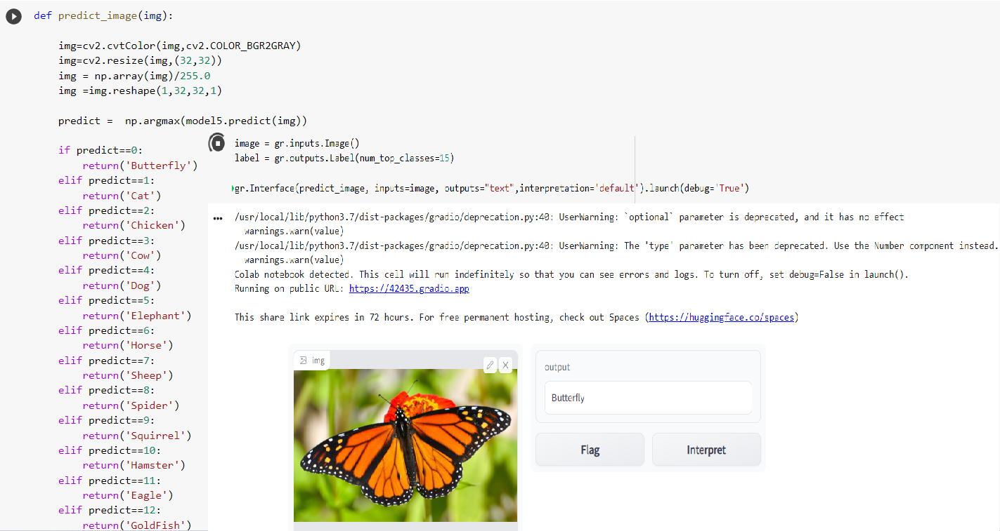 def predict_image(img):
img=cv2.cvtColor(img,cv2.COLOR_BGR2GRAY)
img=cv2.resize(img,(32,32))
img = np.array(img)/255.0
img =img.reshape(1,32,32,1)
predict =  np.argmax(model5.predict(img))
if predict==0:
return('Butterfly')
elif predict==1:
return('Cat')
elif predict==2:
return('Chicken')
elif predict==3:
return('Cow')
elif predict==4:
return('Dog')
elif predict==5:
return('Elephant')
elif predict==6:
return('Horse')
elif predict==7:
return('Sheep')
elif predict==8:
return('Spider')
elif predict==9:
return('Squirrel')
elif predict==10:
return('Hamster')
elif predict==11:
return('Eagle')
elif predict==12:
return('GoldFish')
image = gr.inputs.Image()
label = gr.outputs.Label(num_top_classes=15)
gr.Interface(predict_image, inputs=image, outputs="text",interpretation='default').launch(debug='True')
/usr/local/lib/python3.7/dist-packages/gradio/deprecation.py:40: UserWarning: `optional` parameter is deprecated, and it has no effect
warnings.warn(value)
/usr/local/lib/python3.7/dist-packages/gradio/deprecation.py:40: UserWarning: The 'type' parameter has been deprecated. Use the Number component instead.
warnings.warn(value)
Colab notebook detected. This cell will run indefinitely so that you can see errors and logs. To turn off, set debug=False in launch().
Running on public URL: https://42435.gradio.app
This share link expires in 72 hours. For free permanent hosting, check out Spaces (https://huggingface.co/spaces)
img
output
Butterfly
Flag
Interpret